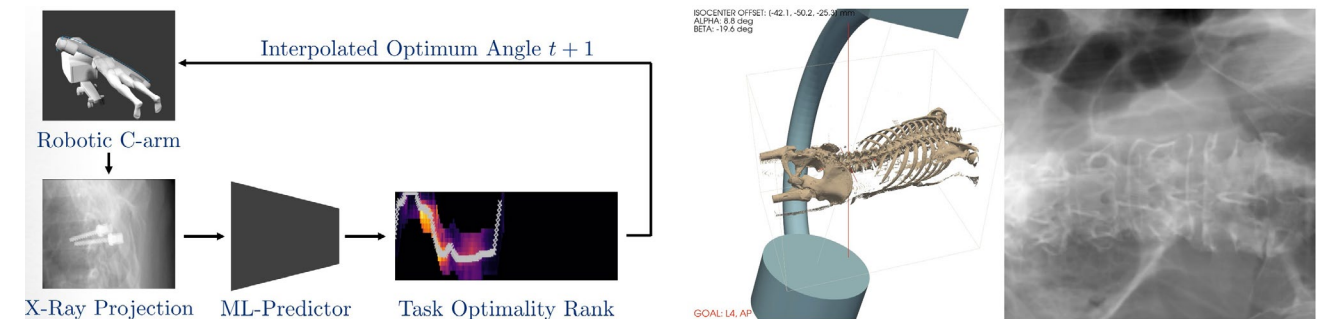 Interpolated Optimum Angle t + 1
Robotic C-arm
X-Ray Projection
ML-Predictor
Task Optimality Rank
ISOCENTER OFFSET: (-42.1, -50.2, -25.3) mm
ALPHA: 8.8 deg
BETA: -19.6 deg
GOAL: L4, AP